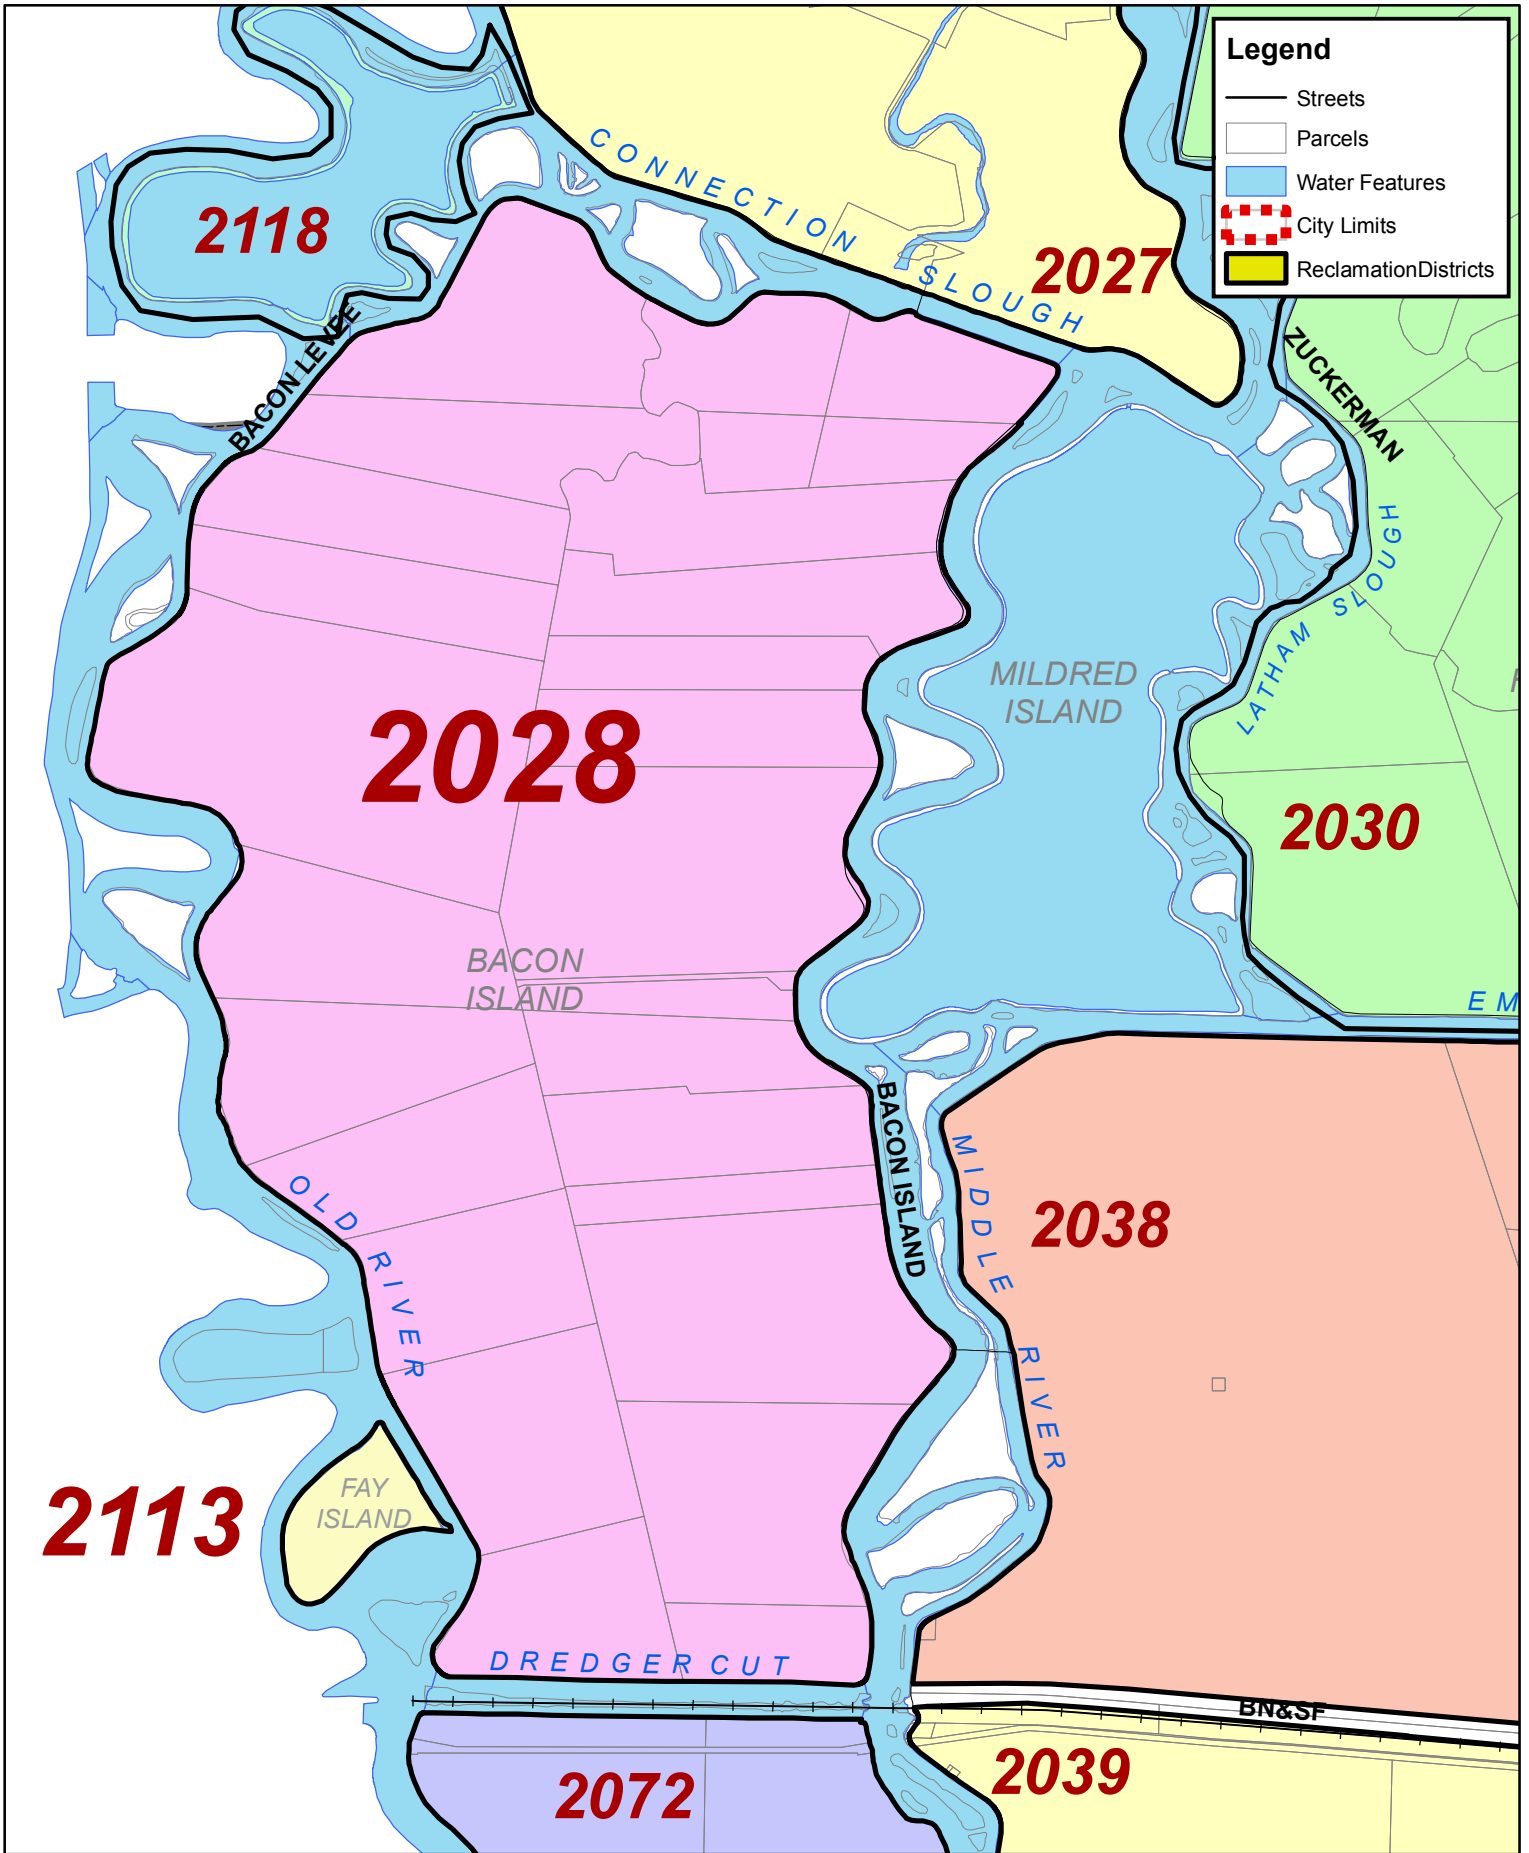 Legend
Streets
Parcels
Water Features
City Limits
ReclamationDistricts
CONNECTION SLOUGH
2118
2027
BACON LEVEE
ZUCKERMAN
LATHAM SLOUGH
MILDRED
ISLAND
2028
2030
BACON
ISLAND
EM
BACON ISLAND
MIDDLE RIVER
OLD RIVER
2038
FAY
ISLAND
2113
DREDGER CUT
BN&SF
2039
2072